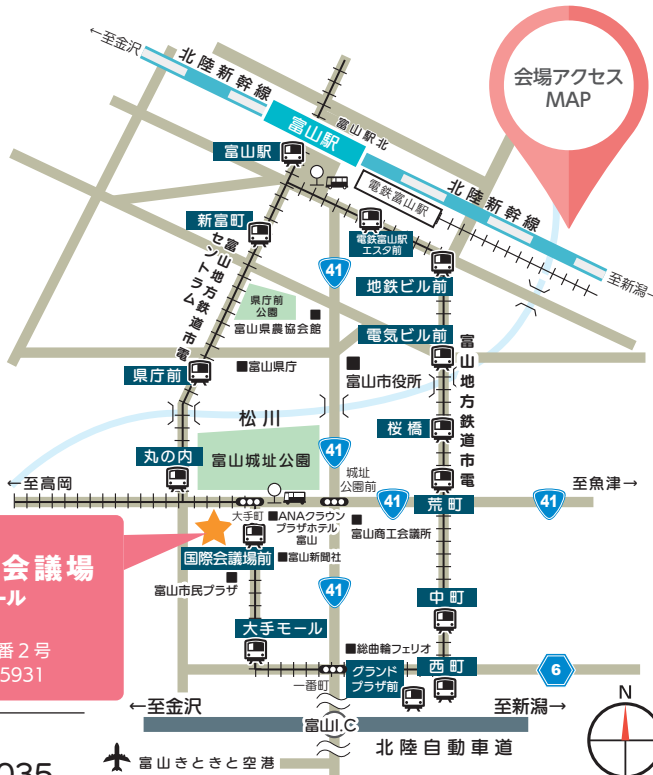 ←至金沢
北陸新幹線
会場アクセス
MAP
富山駅
富山駅北
富山駅
電鉄富山駅
北陸新幹線
新富町
電鉄富山駅
エスタ前
至新潟→
富山地方鉄道市電
セントラム
41
地鉄ビル前
県庁前
公園
富山県農協会館
電気ビル前
富山地方鉄道市電
県庁前
■富山県庁
富山市役所
松川
桜橋
丸の内
富山城址公園
41
城址
公園前
←至高岡
至魚津→
41
荒町
41
大手町
■ANAクラウン
プラザホテル
富山
富山商工会議所
会議場
ール
国際会議場前
■富山新聞社
富山市民プラザ
41
中町
番2号
5931
大手モール
■総曲輪フェリオ
グランド
プラザ前
西町
6
一番町
←至金沢
至新潟→
N
富山I.C
北陸自動車道
035
富山きときと空港